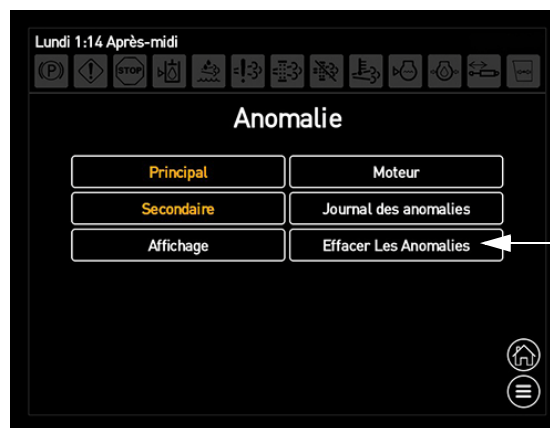 Lundi 1:14 Après-midi
(P) STOP
Anomalie
Principal Moteur
Secondaire Journal des anomalies
Affichage Effacer Les Anomalies